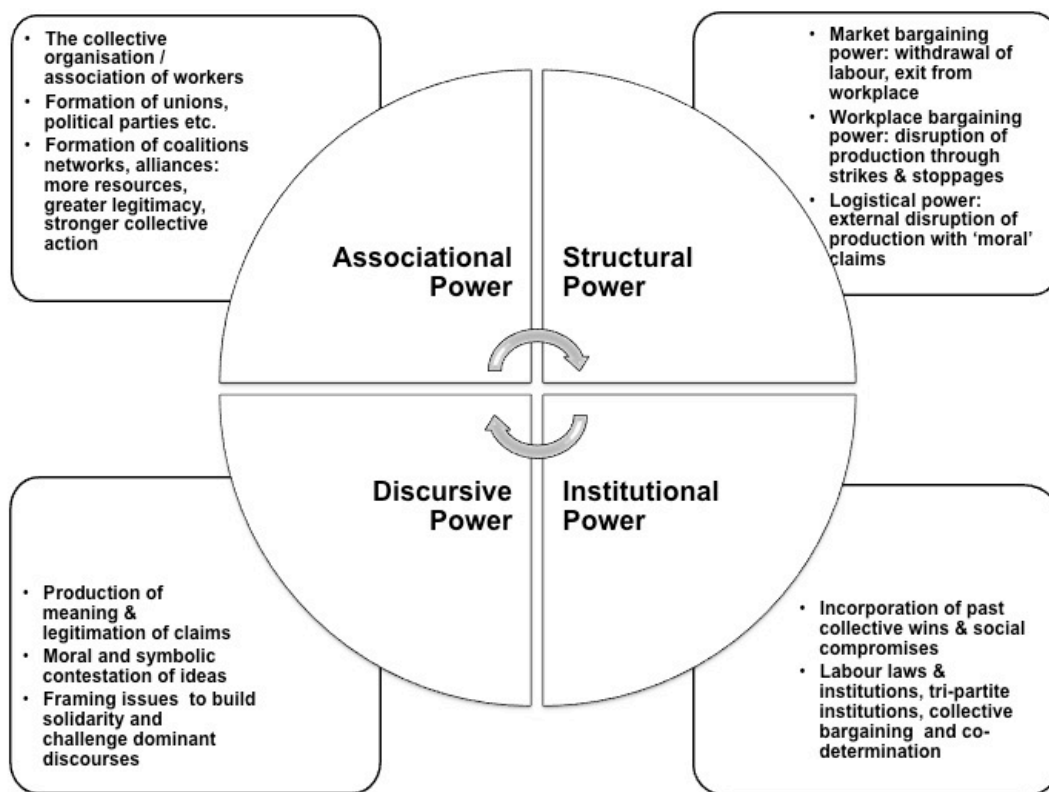 • The collective
organisation /
association of workers
• Formation of unions,
political parties etc.
• Formation of coalitions
networks, alliances:
more resources,
greater legitimacy,
stronger collective
action
• Market bargaining
power: withdrawal of
labour, exit from
workplace
• Workplace bargaining
power: disruption of
production through
strikes & stoppages
• Logistical power:
external disruption of
production with ‘moral’
claims
Associational
Power
Structural
Power
Discursive
Power
Institutional
Power
• Production of
meaning &
legitimation of claims
• Moral and symbolic
contestation of ideas
• Framing issues to build
solidarity and
challenge dominant
discourses
• Incorporation of past
collective wins & social
compromises
• Labour laws &
institutions, tri-partite
institutions, collective
bargaining and co-
determination